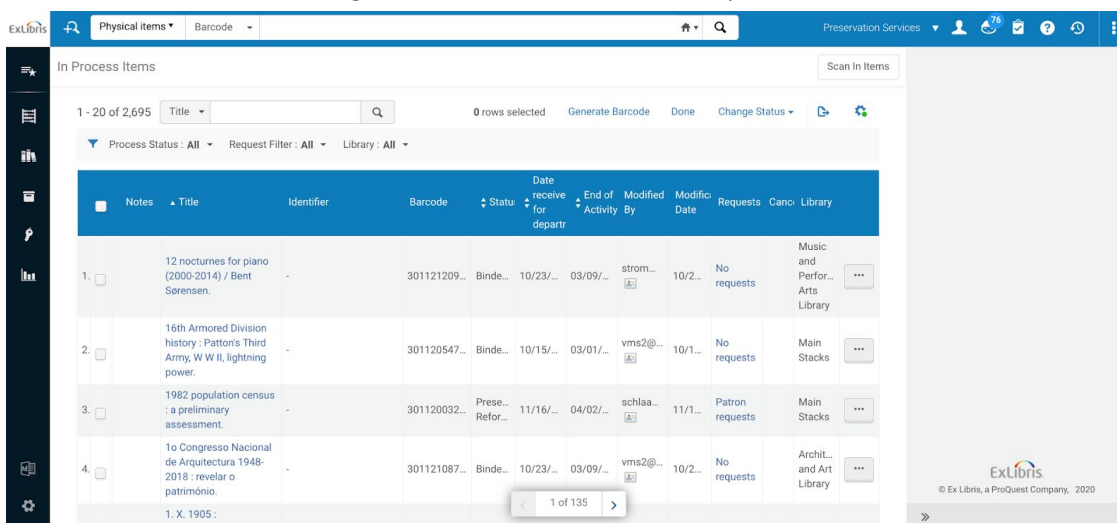 ExLibris Physical items Barcode Preservation Services 76
In Process Items Scan In Items
1 - 20 of 2,695 Title 0 rows selected Generate Barcode Done Change Status
Process Status : All Request Filter : All Library : All
Notes Title Identifier Barcode Statu Date receive for departr End of Activity Modified By Modific Date Requests Canc Library
1. 12 nocturnes for piano (2000-2014) / Bent Sørensen. - 301121209... Binde... 10/23/... 03/09/... strom... 10/2... No requests Music and Perfor... Arts Library ...
2. 16th Armored Division history : Patton's Third Army, W W II, lightning power. - 301120547... Binde... 10/15/... 03/01/... vms2@... 10/1... No requests Main Stacks ...
3. 1982 population census : a preliminary assessment. - 301120032... Prese... Refor... 11/16/... 04/02/... schlaa... 11/1... Patron requests Main Stacks ...
4. 1o Congresso Nacional de Arquitectura 1948-2018 : revelar o património. - 301121087... Binde... 10/23/... 03/09/... vms2@... 10/2... No requests Archit... and Art Library ...
1. X. 1905 :
1 of 135
ExLibris
© Ex Libris, a ProQuest Company, 2020